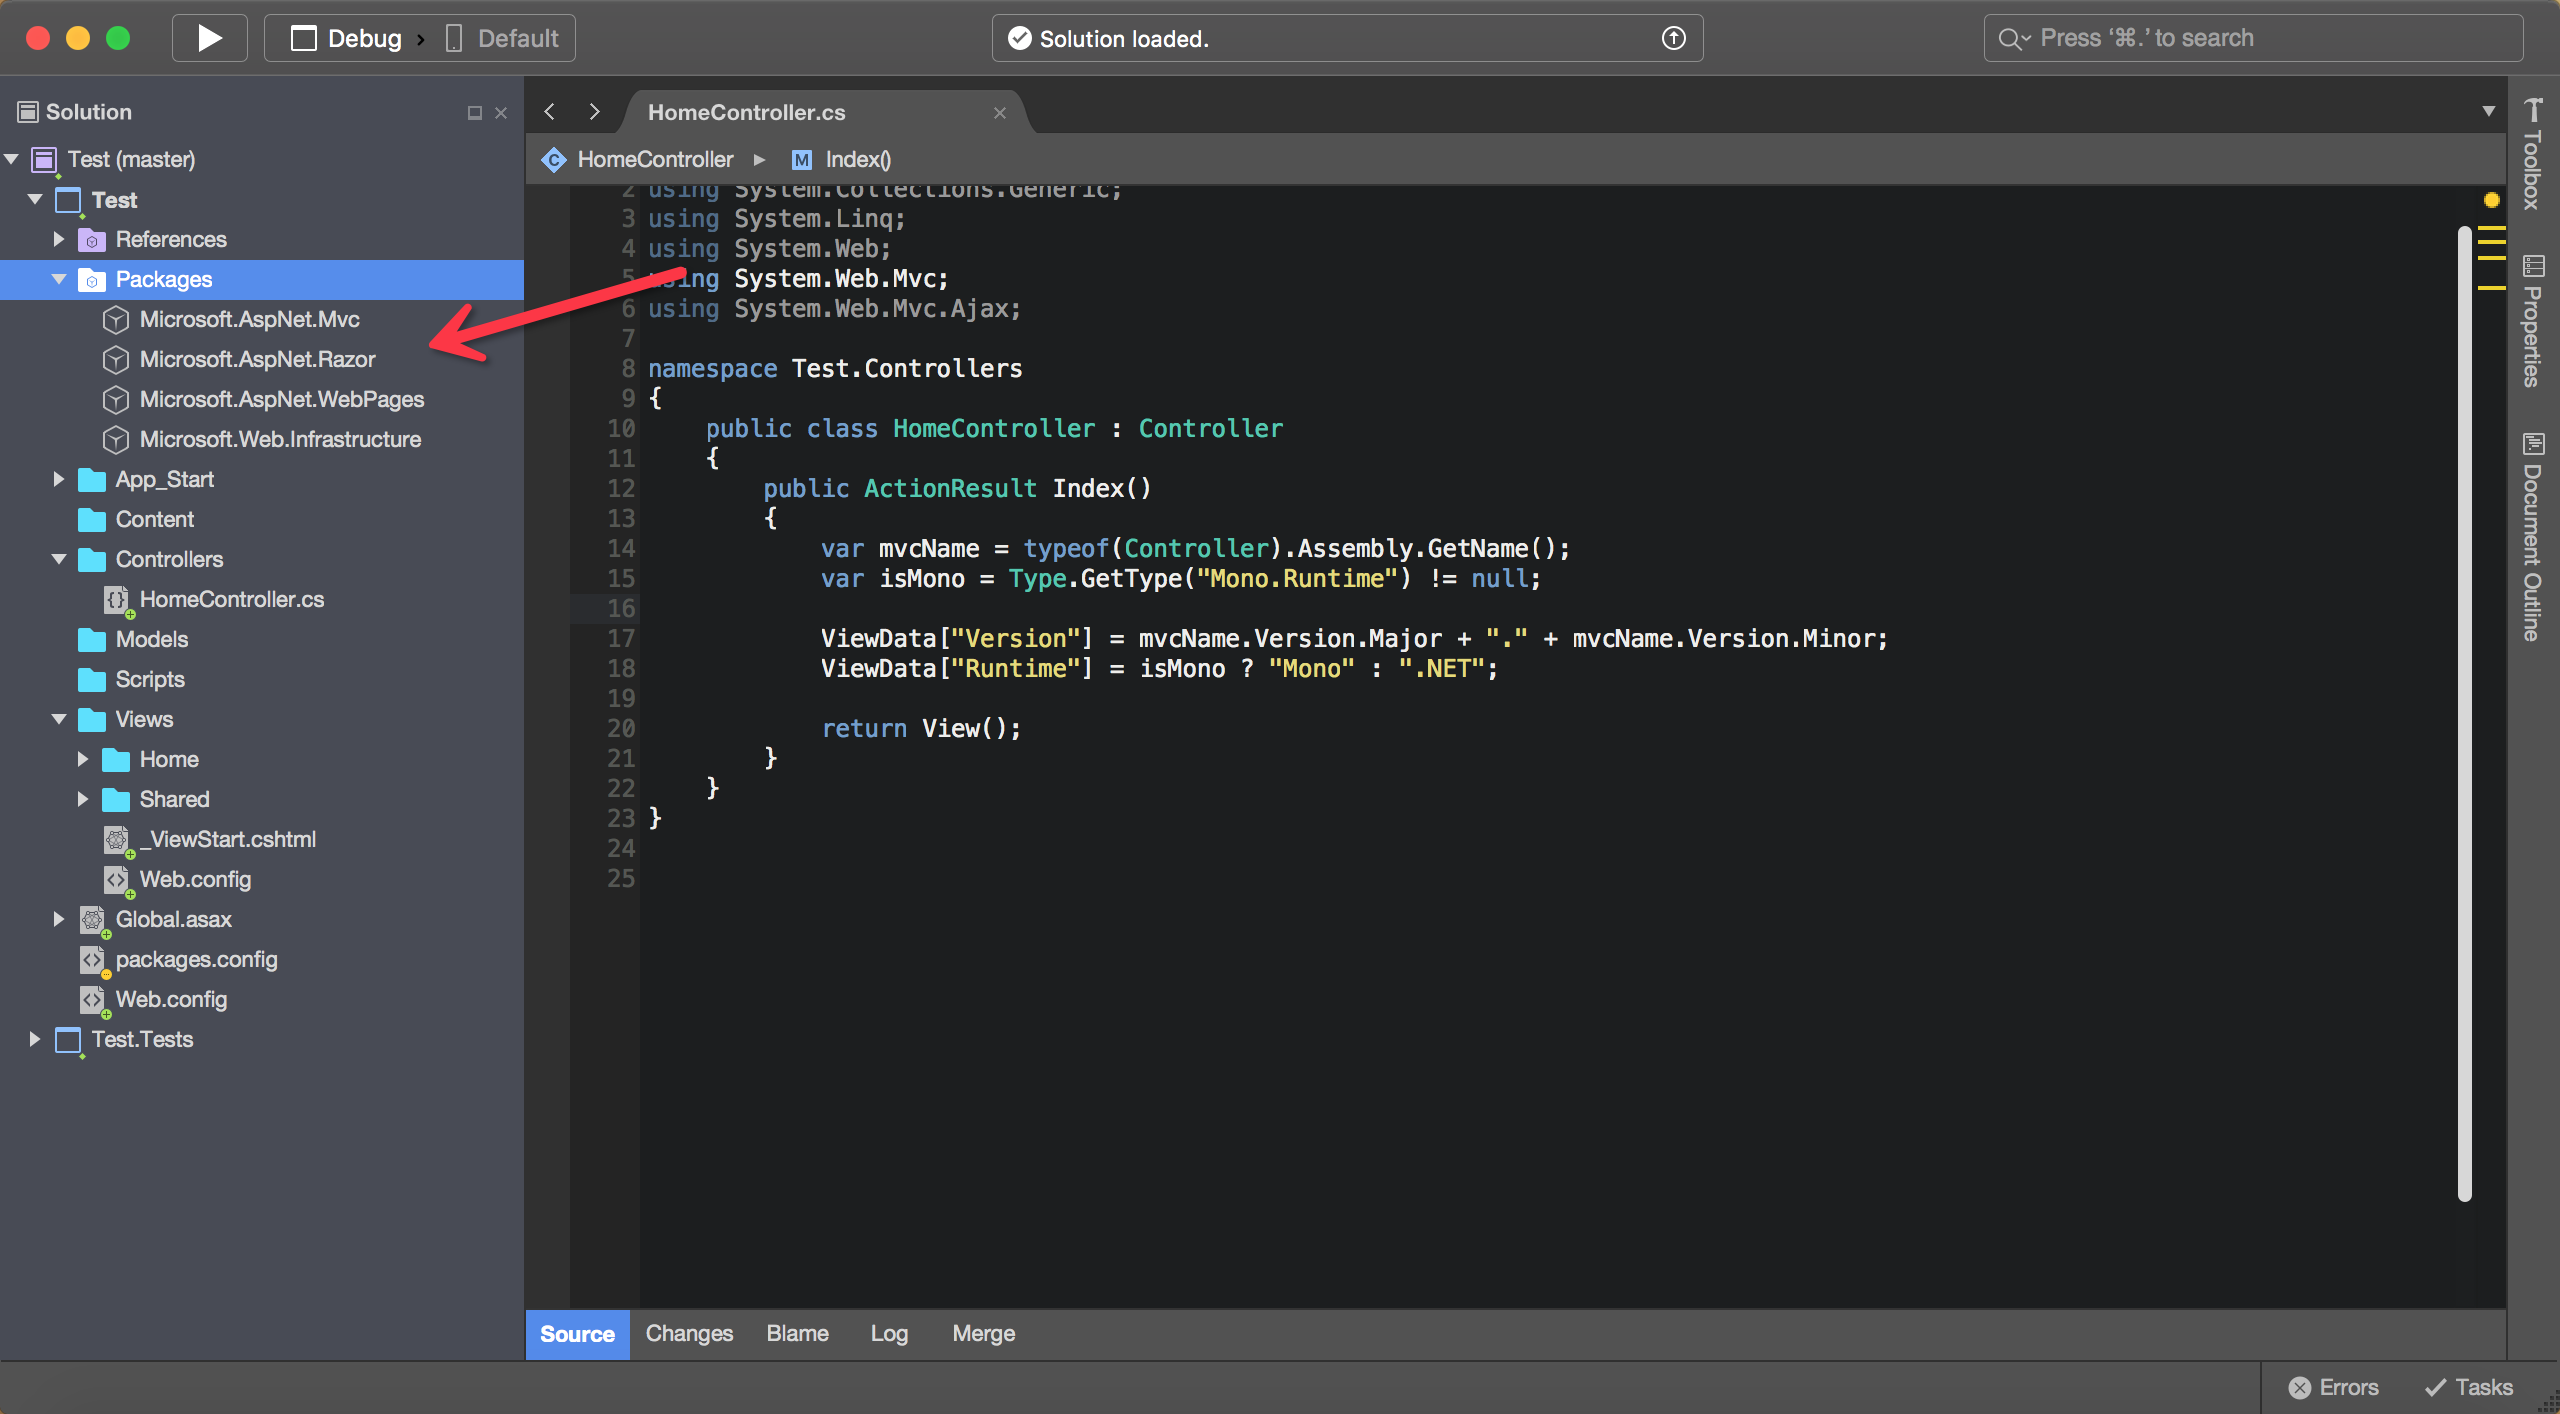 Debug › Default
Solution loaded.
Press ‘⌘.’ to search
Solution
Test (master)
Test
References
Packages
Microsoft.AspNet.Mvc
Microsoft.AspNet.Razor
Microsoft.AspNet.WebPages
Microsoft.Web.Infrastructure
App_Start
Content
Controllers
HomeController.cs
Models
Scripts
Views
Home
Shared
_ViewStart.cshtml
Web.config
Global.asax
packages.config
Web.config
Test.Tests
HomeController.cs
HomeController ▸ M Index()
2 using System.Collections.Generic;
3 using System.Linq;
4 using System.Web;
5 using System.Web.Mvc;
6 using System.Web.Mvc.Ajax;
7
8 namespace Test.Controllers
9 {
10     public class HomeController : Controller
11     {
12         public ActionResult Index()
13         {
14             var mvcName = typeof(Controller).Assembly.GetName();
15             var isMono = Type.GetType("Mono.Runtime") != null;
16
17             ViewData["Version"] = mvcName.Version.Major + "." + mvcName.Version.Minor;
18             ViewData["Runtime"] = isMono ? "Mono" : ".NET";
19
20             return View();
21         }
22     }
23 }
24
25
Toolbox
Properties
Document Outline
Source Changes Blame Log Merge
Errors Tasks